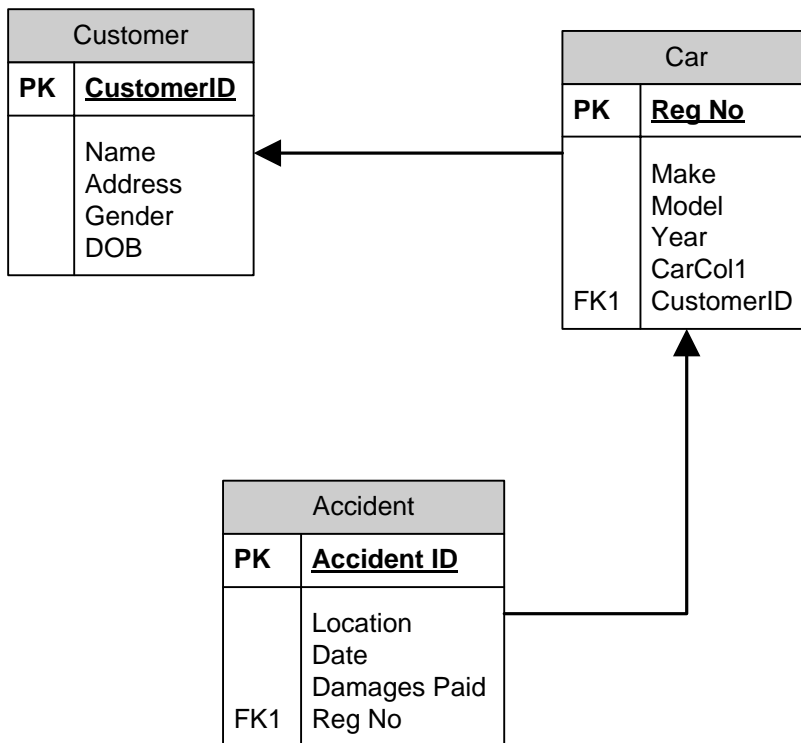 Customer
PK CustomerID
Name
Address
Gender
DOB
Car
PK Reg No
Make
Model
Year
CarCol1
FK1 CustomerID
Accident
PK Accident ID
Location
Date
Damages Paid
FK1 Reg No